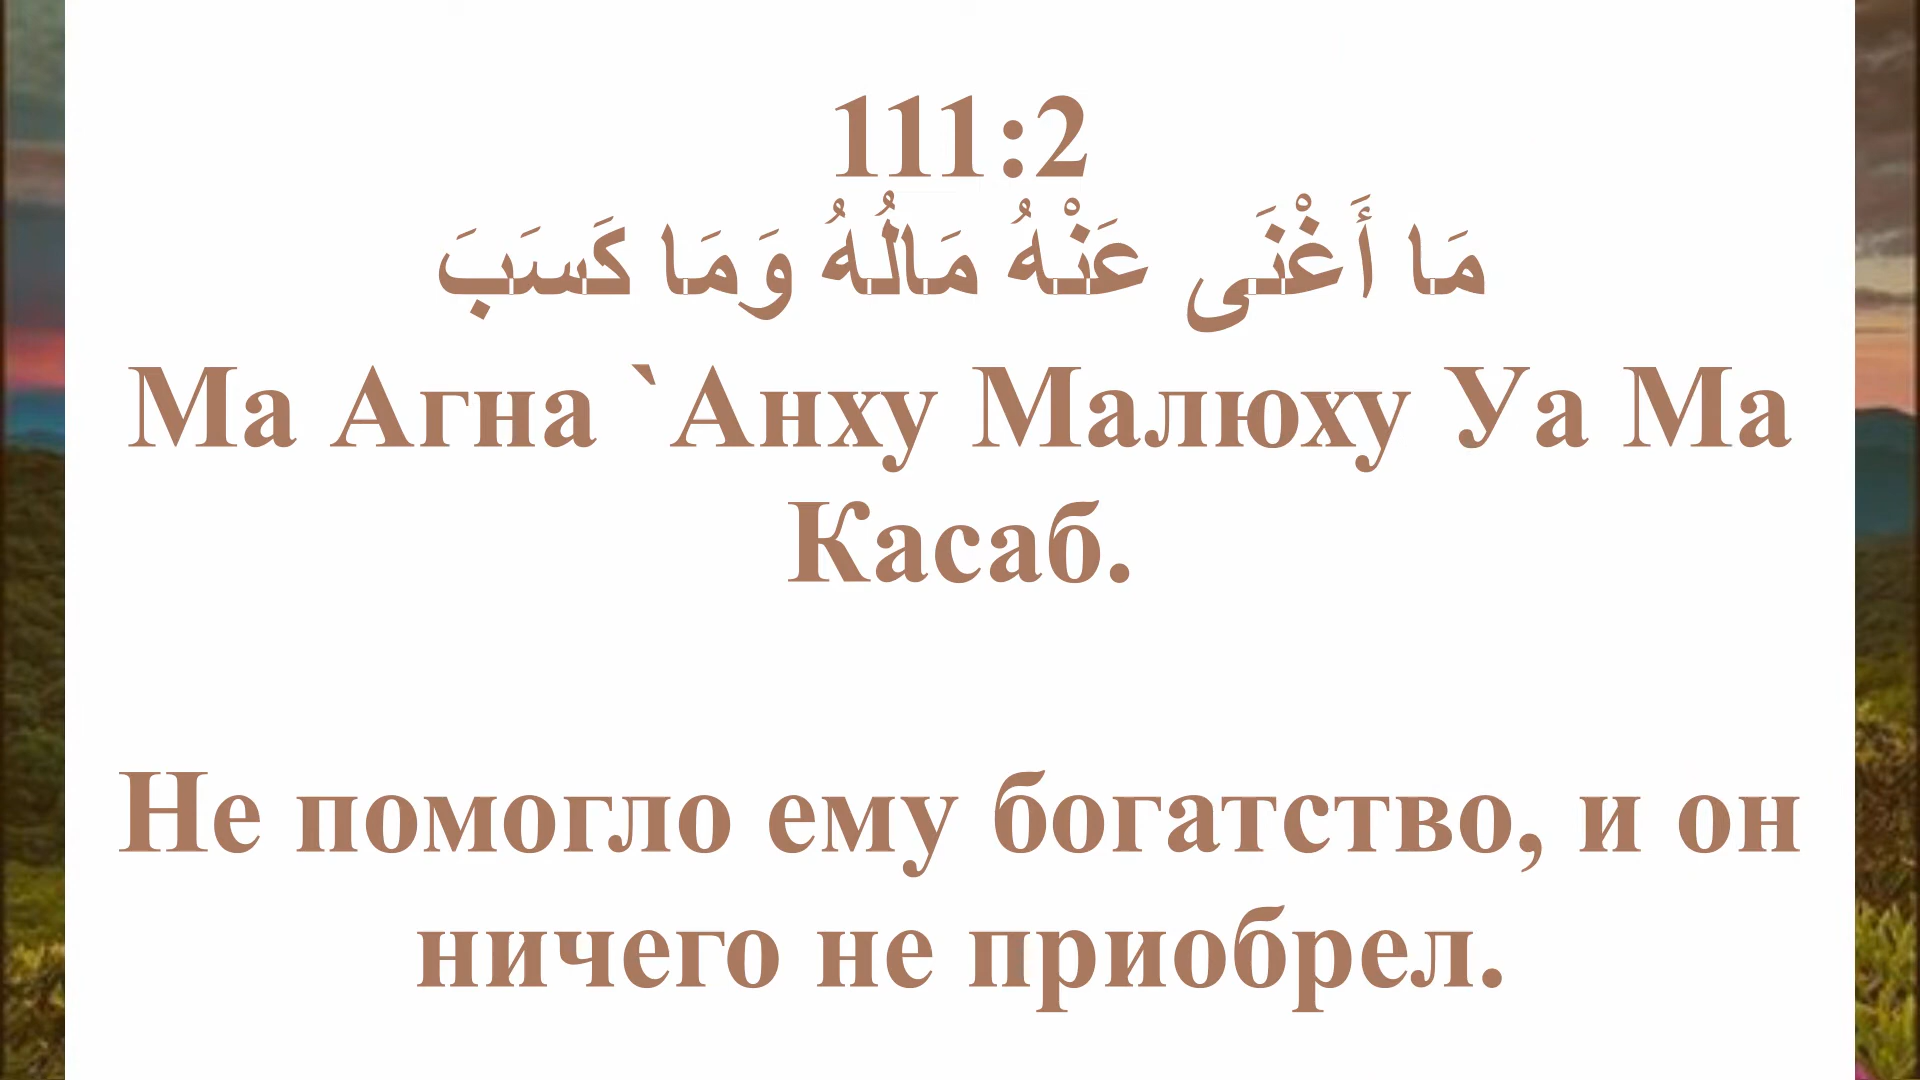 111:2
مَا أَغْنَى عَنْهُ مَالُهُ وَمَا كَسَبَ
Ма Агна `Анху Малюху Уа Ма
Касаб.
Не помогло ему богатство, и он
ничего не приобрел.